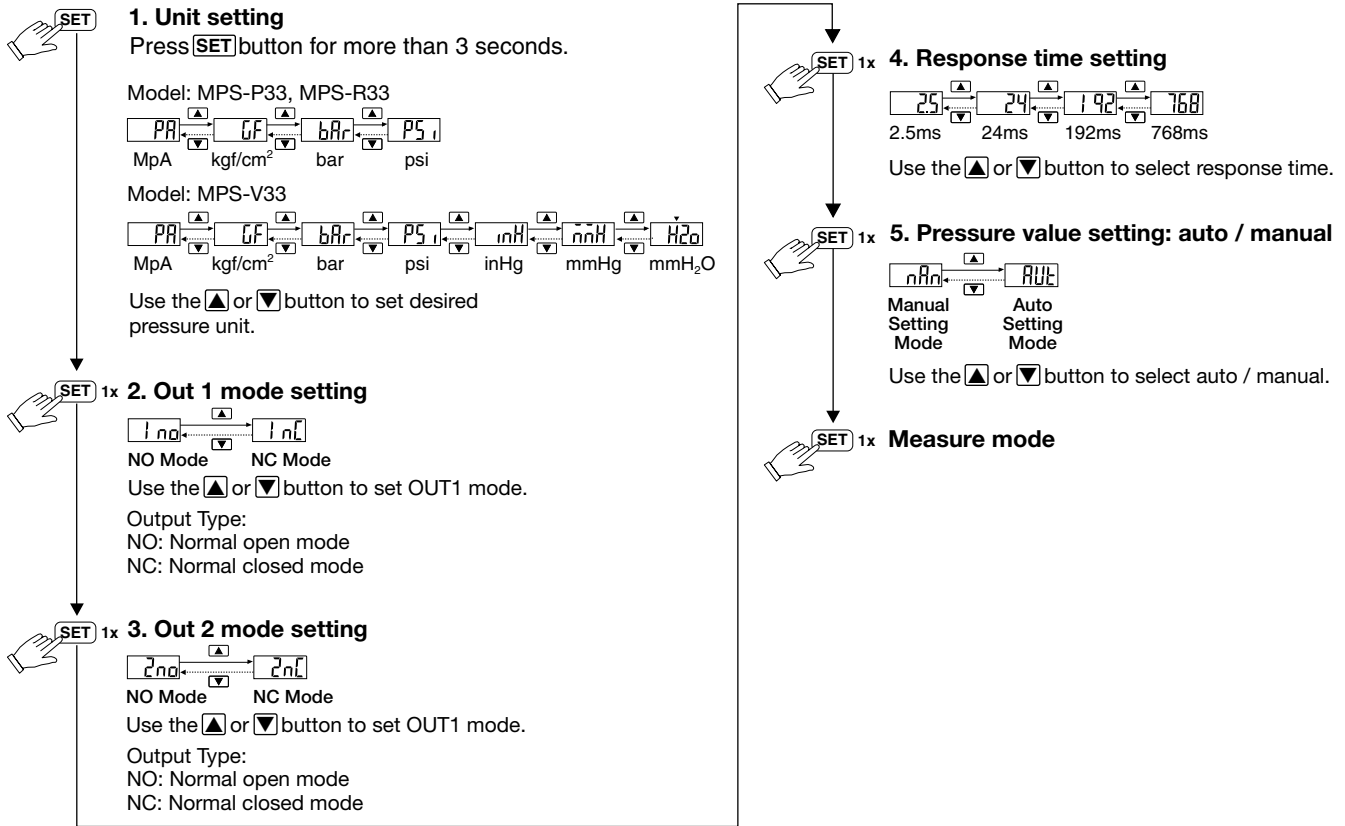 SET
1. Unit setting
Press SET button for more than 3 seconds.
Model: MPS-P33, MPS-R33
▲ ▲ ▲
PA GF bAr PSi
▼ ▼ ▼
MpA kgf/cm² bar psi
Model: MPS-V33
▲ ▲ ▲ ▲ ▲ ▲
PA GF bAr PSi inH mmH H2o
▼ ▼ ▼ ▼ ▼ ▼
MpA kgf/cm² bar psi inHg mmHg mmH₂O
Use the ▲ or ▼ button to set desired
pressure unit.
SET 1x 2. Out 1 mode setting
▲
1no 1nC
▼
NO Mode NC Mode
Use the ▲ or ▼ button to set OUT1 mode.
Output Type:
NO: Normal open mode
NC: Normal closed mode
SET 1x 3. Out 2 mode setting
▲
2no 2nC
▼
NO Mode NC Mode
Use the ▲ or ▼ button to set OUT1 mode.
Output Type:
NO: Normal open mode
NC: Normal closed mode
SET 1x 4. Response time setting
▲ ▲ ▲
2.5 24 192 768
▼ ▼ ▼
2.5ms 24ms 192ms 768ms
Use the ▲ or ▼ button to select response time.
SET 1x 5. Pressure value setting: auto / manual
▲
nAn AUt
▼
Manual Auto
Setting Setting
Mode Mode
Use the ▲ or ▼ button to select auto / manual.
SET 1x Measure mode